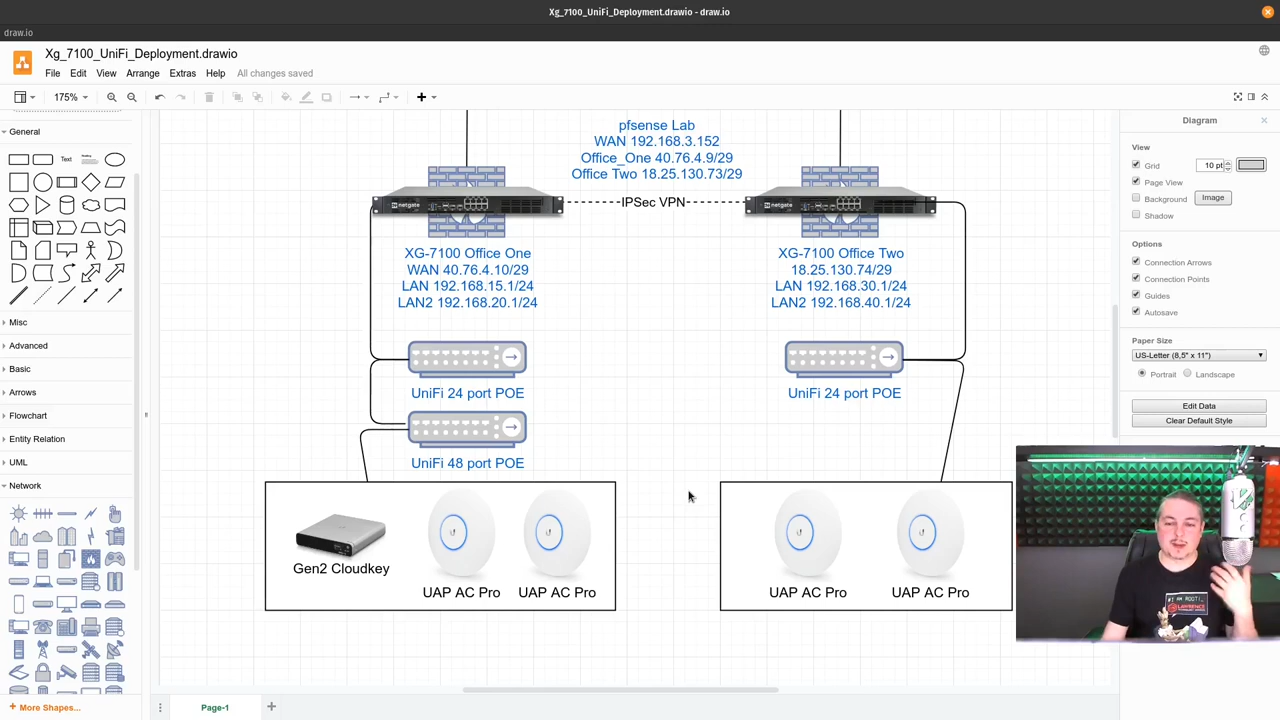 Xg_7100_UniFi_Deployment.drawio - draw.io
draw.io
Xg_7100_UniFi_Deployment.drawio
File Edit View Arrange Extras Help All changes saved
175%
General
Text
Misc
Advanced
Basic
Arrows
Flowchart
Entity Relation
UML
Network
+ More Shapes...
pfsense Lab
WAN 192.168.3.152
Office_One 40.76.4.9/29
Office Two 18.25.130.73/29
netgate
IPSec VPN
netgate
XG-7100 Office One
WAN 40.76.4.10/29
LAN 192.168.15.1/24
LAN2 192.168.20.1/24
XG-7100 Office Two
18.25.130.74/29
LAN 192.168.30.1/24
LAN2 192.168.40.1/24
UniFi 24 port POE
UniFi 24 port POE
UniFi 48 port POE
Gen2 Cloudkey
UAP AC Pro
UAP AC Pro
UAP AC Pro
UAP AC Pro
Page-1
Diagram
View
Grid
10 pt
Page View
Background
Image
Shadow
Options
Connection Arrows
Connection Points
Guides
Autosave
Paper Size
US-Letter (8,5" x 11")
Portrait
Landscape
Edit Data
Clear Default Style
LAWRENCE